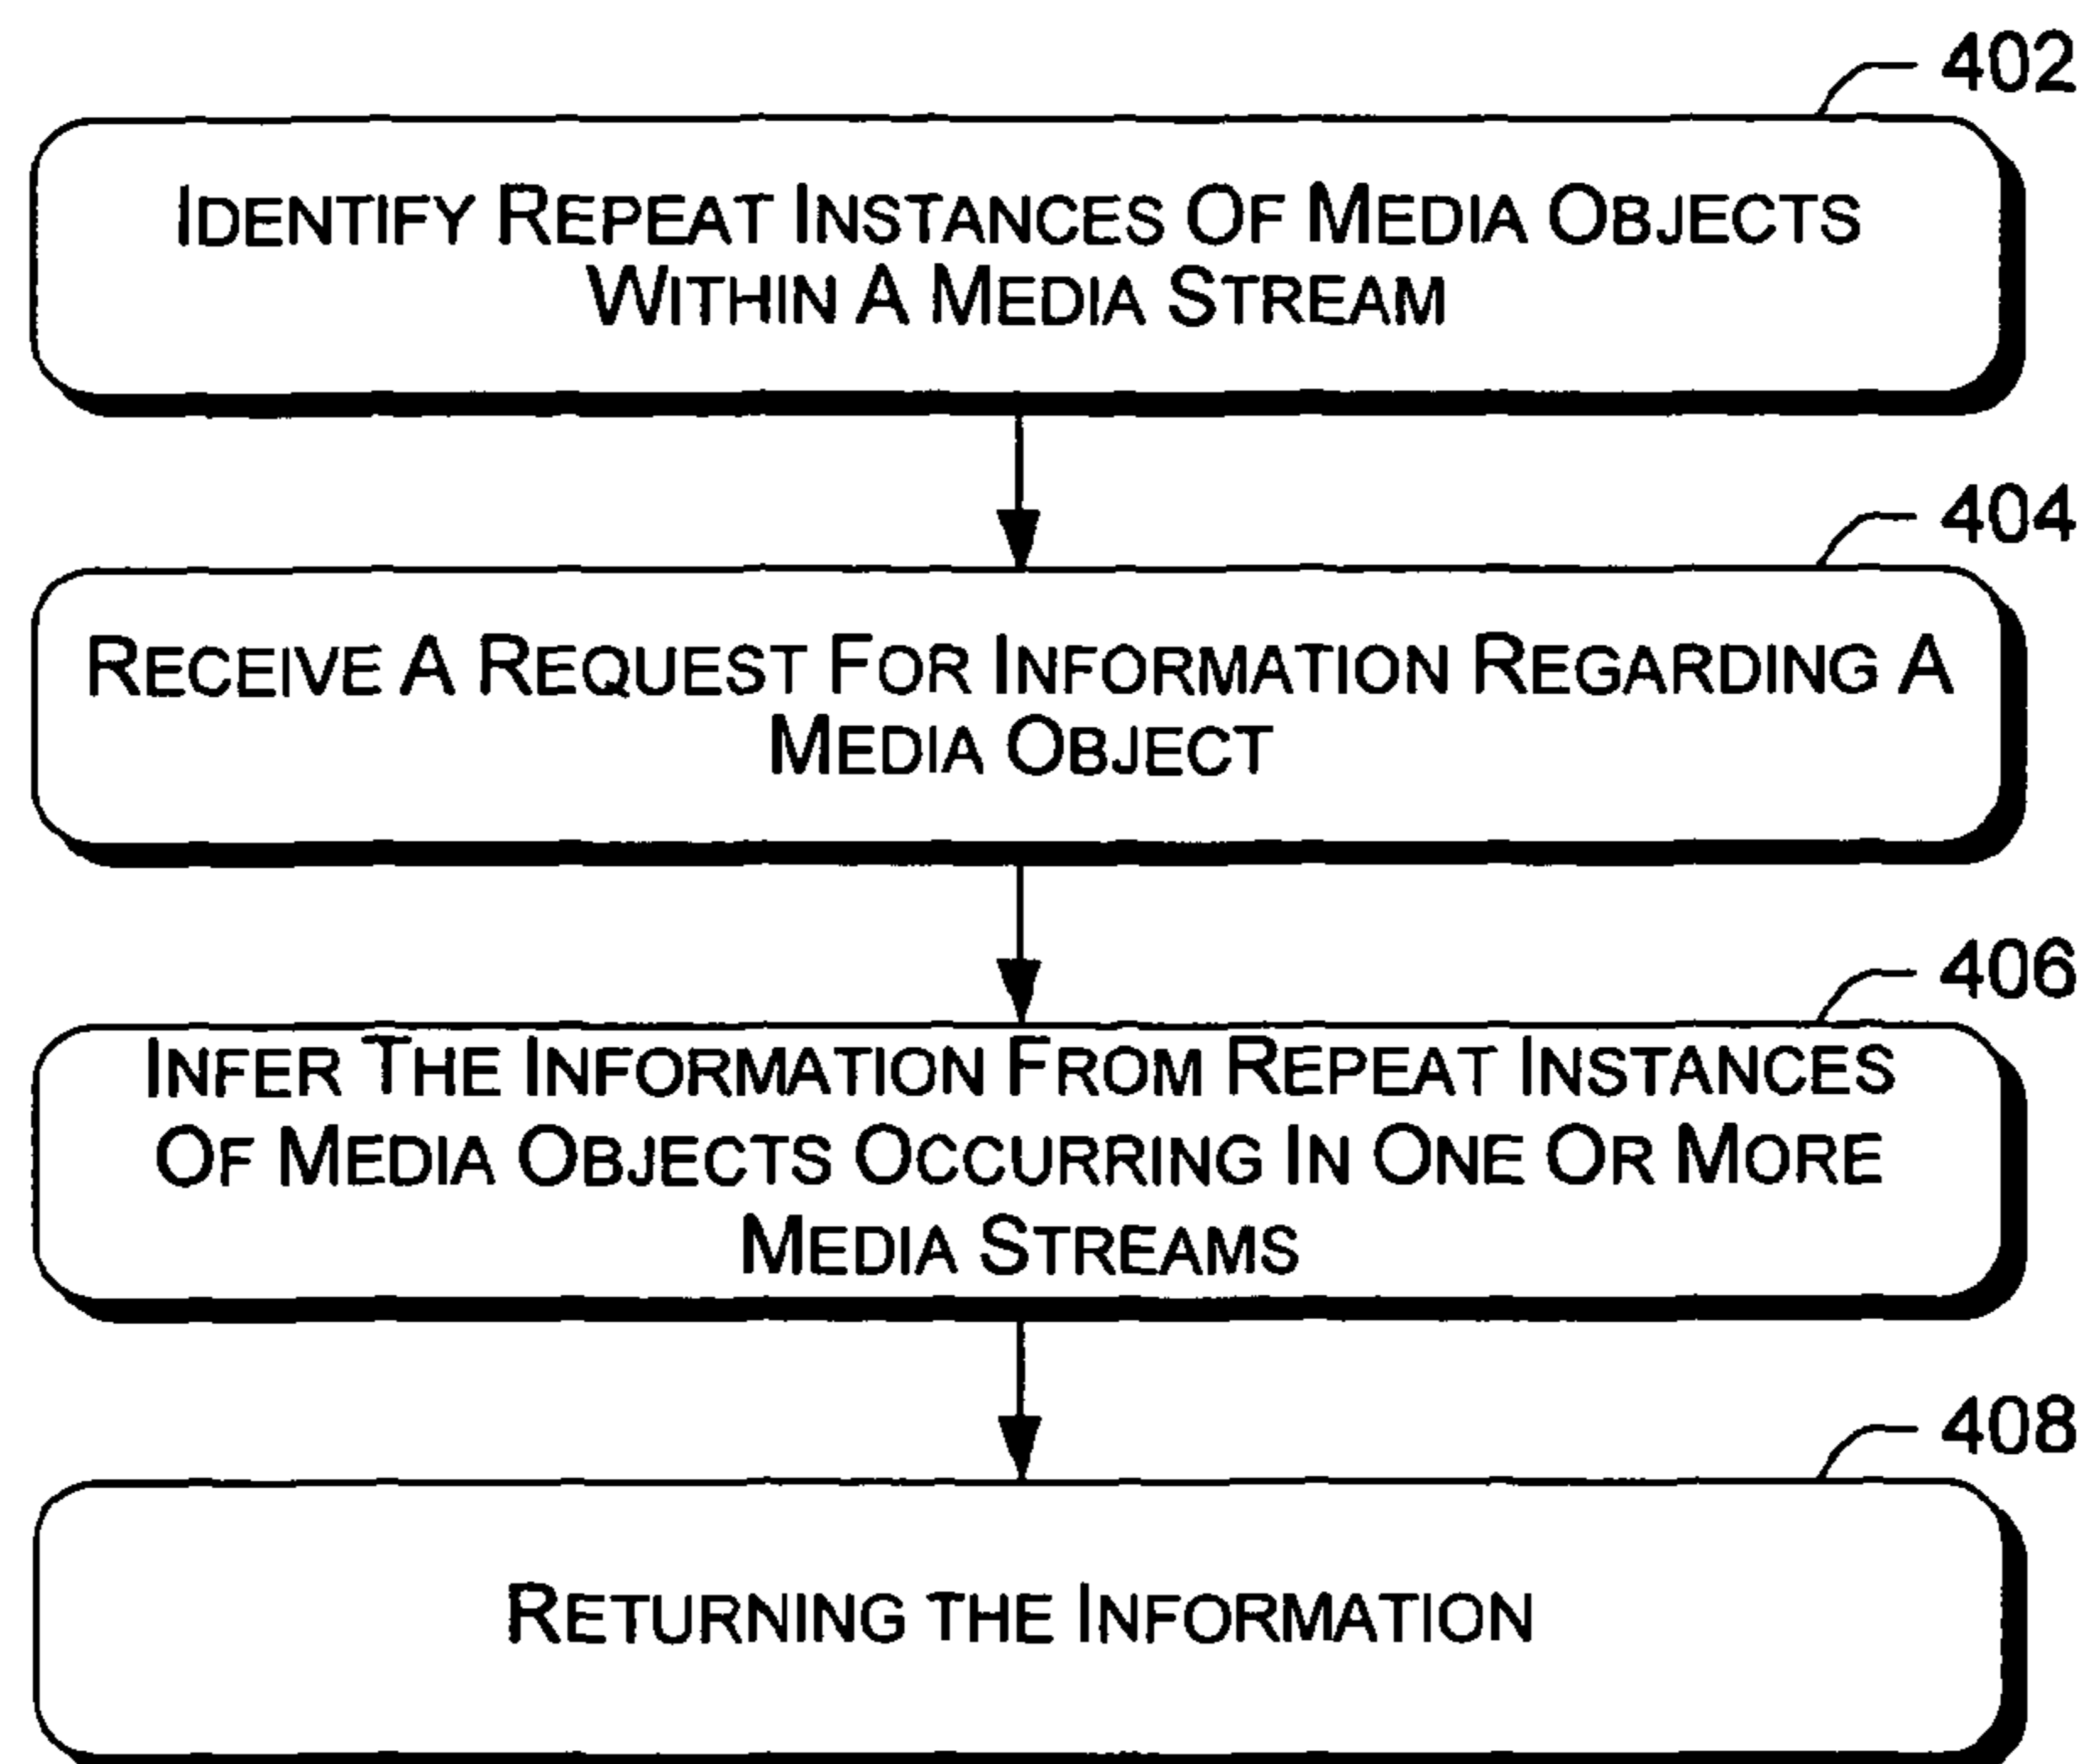 402
IDENTIFY REPEAT INSTANCES OF MEDIA OBJECTS
WITHIN A MEDIA STREAM
404
RECEIVE A REQUEST FOR INFORMATION REGARDING A
MEDIA OBJECT
406
INFER THE INFORMATION FROM REPEAT INSTANCES
OF MEDIA OBJECTS OCCURRING IN ONE OR MORE
MEDIA STREAMS
408
RETURNING THE INFORMATION